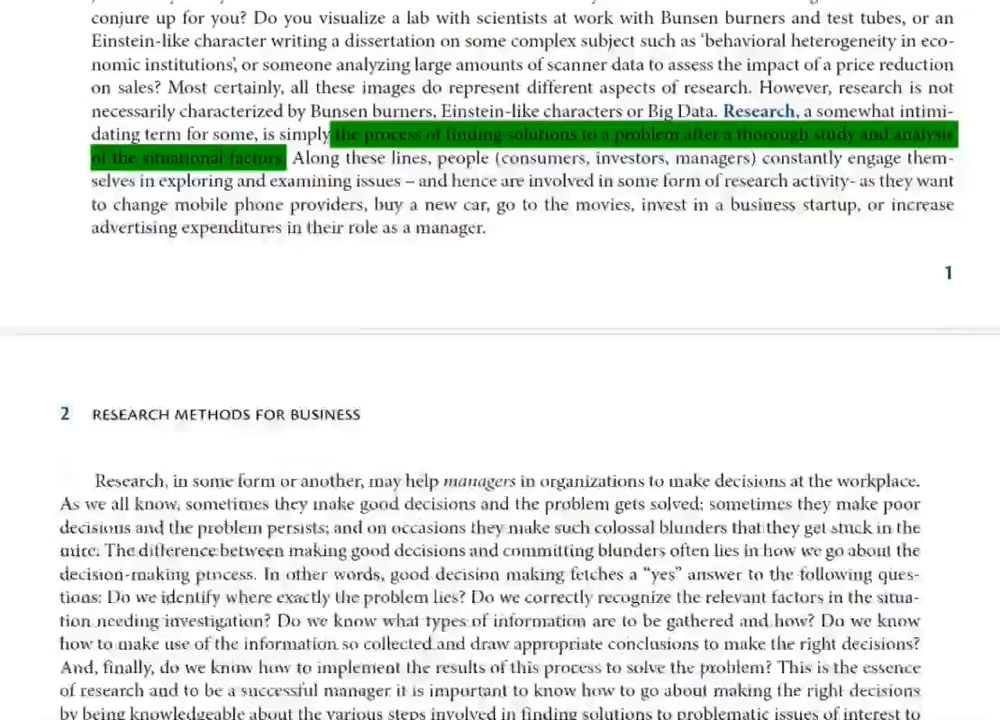 conjure up for you? Do you visualize a lab with scientists at work with Bunsen burners and test tubes, or an
Einstein-like character writing a dissertation on some complex subject such as ‘behavioral heterogeneity in eco-
nomic institutions’, or someone analyzing large amounts of scanner data to assess the impact of a price reduction
on sales? Most certainly, all these images do represent different aspects of research. However, research is not
necessarily characterized by Bunsen burners, Einstein-like characters or Big Data. Research, a somewhat intimi-
dating term for some, is simply the process of finding solutions to a problem after a thorough study and analysis
of the situational factors. Along these lines, people (consumers, investors, managers) constantly engage them-
selves in exploring and examining issues – and hence are involved in some form of research activity- as they want
to change mobile phone providers, buy a new car, go to the movies, invest in a business startup, or increase
advertising expenditures in their role as a manager.
1
2 RESEARCH METHODS FOR BUSINESS
Research, in some form or another, may help managers in organizations to make decisions at the workplace.
As we all know, sometimes they make good decisions and the problem gets solved; sometimes they make poor
decisions and the problem persists; and on occasions they make such colossal blunders that they get stuck in the
mire. The difference between making good decisions and committing blunders often lies in how we go about the
decision-making process. In other words, good decision making fetches a “yes” answer to the following ques-
tions: Do we identify where exactly the problem lies? Do we correctly recognize the relevant factors in the situa-
tion needing investigation? Do we know what types of information are to be gathered and how? Do we know
how to make use of the information so collected and draw appropriate conclusions to make the right decisions?
And, finally, do we know how to implement the results of this process to solve the problem? This is the essence
of research and to be a successful manager it is important to know how to go about making the right decisions
by being knowledgeable about the various steps involved in finding solutions to problematic issues of interest to